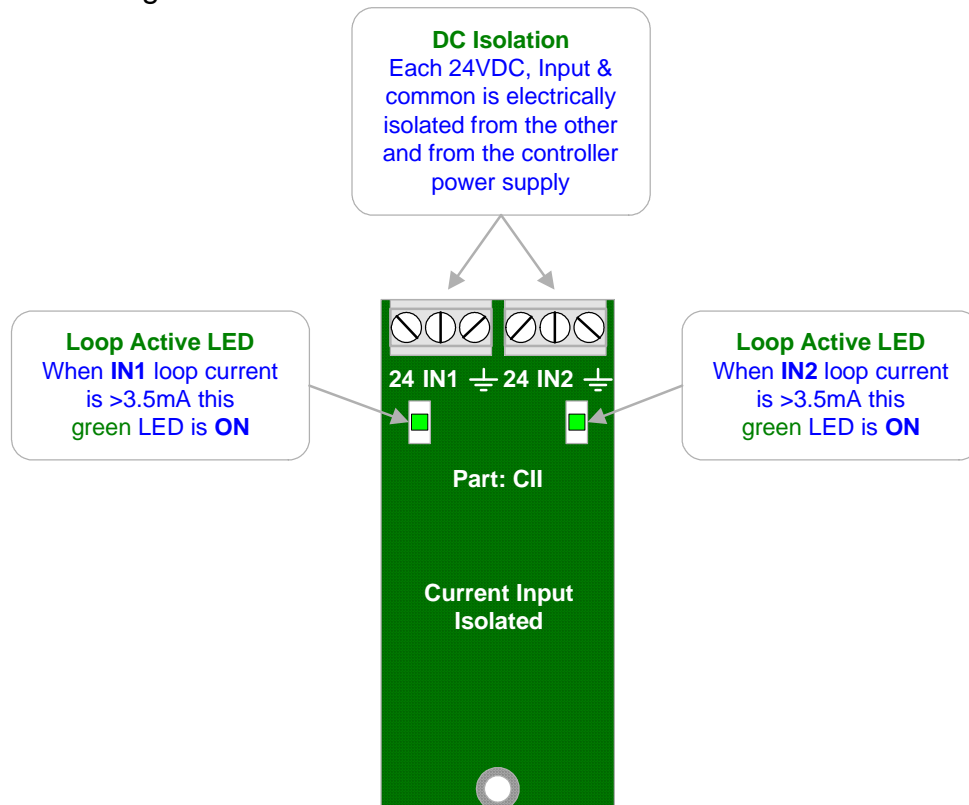 DC Isolation
Each 24VDC, Input &
common is electrically
isolated from the other
and from the controller
power supply
Loop Active LED
When IN1 loop current
is >3.5mA this
green LED is ON
Loop Active LED
When IN2 loop current
is >3.5mA this
green LED is ON
24 IN1 24 IN2
Part: CII
Current Input
Isolated